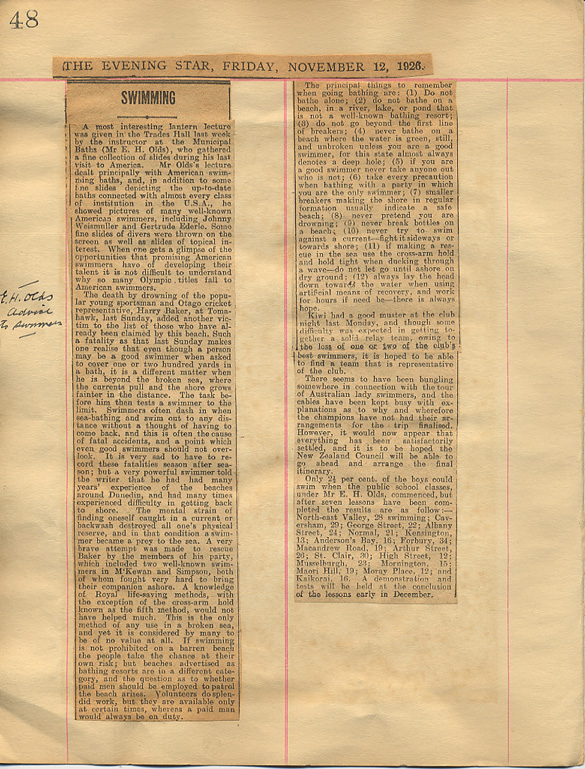 48
THE EVENING STAR, FRIDAY, NOVEMBER 12, 1926.
SWIMMING
A most interesting lantern lecture
was given in the Trades Hall last week
by the instructor at the Municipal
Baths (Mr E. H. Olds), who gathered
a fine collection of slides during his last
visit to America. Mr Olds's lecture
dealt principally with American swim-
ming baths, and, in addition to some
fine slides depicting the up-to-date
baths connected with almost every class
of institution in the U.S.A., he
showed pictures of many well-known
American swimmers, including Johnny
Weismuller and Gertrude Ederle. Some
fine slides of divers were thrown on the
screen as well as slides of topical in-
terest. When one gets a glimpse of the
opportunities that promising American
swimmers have of developing their
talent it is not difficult to understand
why so many Olympic titles fall to
American swimmers.
The death by drowning of the pop-
ular young sportsman and Otago cricket
representative, Harry Baker, at Toma-
hawk, last Sunday, added another vic-
tim to the list of those who have al-
ready been claimed by this beach. Such
a fatality as that last Sunday makes
one realise that even though a person
may be a good swimmer when asked
to cover one or two hundred yards in
a bath, it is a different matter when
he is beyond the broken sea, where
the currents pull and the shore grows
fainter in the distance. The task be-
fore him then tests a swimmer to the
limit. Swimmers often dash in when
sea-bathing and swim out to any dis-
tance without a thought of having to
come back, and this is often the cause
of fatal accidents, and a point which
even good swimmers should not over-
look. It is very sad to have to re-
cord these fatalities season after sea-
son; but a very powerful swimmer told
the writer that he had had many
years' experience of the beaches
around Dunedin, and had many times
experienced difficulty in getting back
to shore. The mental strain of
finding oneself caught in a current or
backwash destroyed all one's physical
reserve, and in that condition a swim-
mer became a prey to the sea. A very
brave attempt was made to rescue
Baker by the members of his party,
which included two well-known swim-
mers in M'Kewan and Simpson, both
of whom fought very hard to bring
their companion ashore. A knowledge
of Royal life-saving methods, with
the exception of the cross-arm hold
known as the fifth method, would not
have helped much. This is the only
method of any use in a broken sea,
and yet it is considered by many to
be of no value at all. If swimming
is not prohibited on a barren beach
the people take the chance at their
own risk; but beaches advertised as
bathing resorts are in a different cate-
gory, and the question as to whether
paid men should be employed to patrol
the beach arises. Volunteers do splen-
did work, but they are available only
at certain times, whereas a paid man
would always be on duty.
E. H. Olds
advice
to swimmers
The principal things to remember
when going bathing are: (1) Do not
bathe alone; (2) do not bathe on a
beach, in a river, lake, or pond that
is not a well-known bathing resort;
(3) do not go beyond the first line
of breakers; (4) never bathe on a
beach where the water is green, still,
and unbroken unless you are a good
swimmer, for this state almost always
denotes a deep hole; (5) if you are
a good swimmer never take anyone out
who is not; (6) take every precaution
when bathing with a party in which
you are the only swimmer; (7) smaller
breakers making the shore in regular
formation usually indicate a safe
beach; (8) never pretend you are
drowning; (9) never break bottles on
a beach; (10) never try to swim
against a current—fight it sideways or
towards shore; (11) if making a res-
cue in the sea use the cross-arm hold
and hold tight when ducking through
a wave—do not let go until ashore on
dry ground; (12) always lay the head
down towards the water when using
artificial means of recovery, and work
for hours if need be—there is always
hope.
Kiwi had a good muster at the club
night last Monday, and though some
difficulty was expected in getting to-
gether a solid relay team, owing to
the loss of one or two of the club's
best swimmers, it is hoped to be able
to find a team that is representative
of the club.
There seems to have been bungling
somewhere in connection with the tour
of Australian lady swimmers, and the
cables have been kept busy with ex-
planations as to why and wherefore
the champions have not had their ar-
rangements for the trip finalised.
However, it would now appear that
everything has been satisfactorily
settled, and it is to be hoped the
New Zealand Council will be able to
go ahead and arrange the final
itinerary.
Only 2½ per cent. of the boys could
swim when the public school classes,
under Mr E. H. Olds, commenced, but
after seven lessons have been com-
pleted the results are as follow:—
North-east Valley, 28 swimming; Cav-
ersham, 29; George Street, 22; Albany
Street, 24; Normal, 21; Kensington,
13; Anderson's Bay, 16; Forbury, 34;
Macandrew Road, 19; Arthur Street,
26; St. Clair, 30; High Street, 12;
Musselburgh, 23; Mornington, 15;
Maori Hill, 19; Moray Place, 12; and
Kaikorai, 16. A demonstration and
tests will be held at the conclusion
of the lessons early in December.